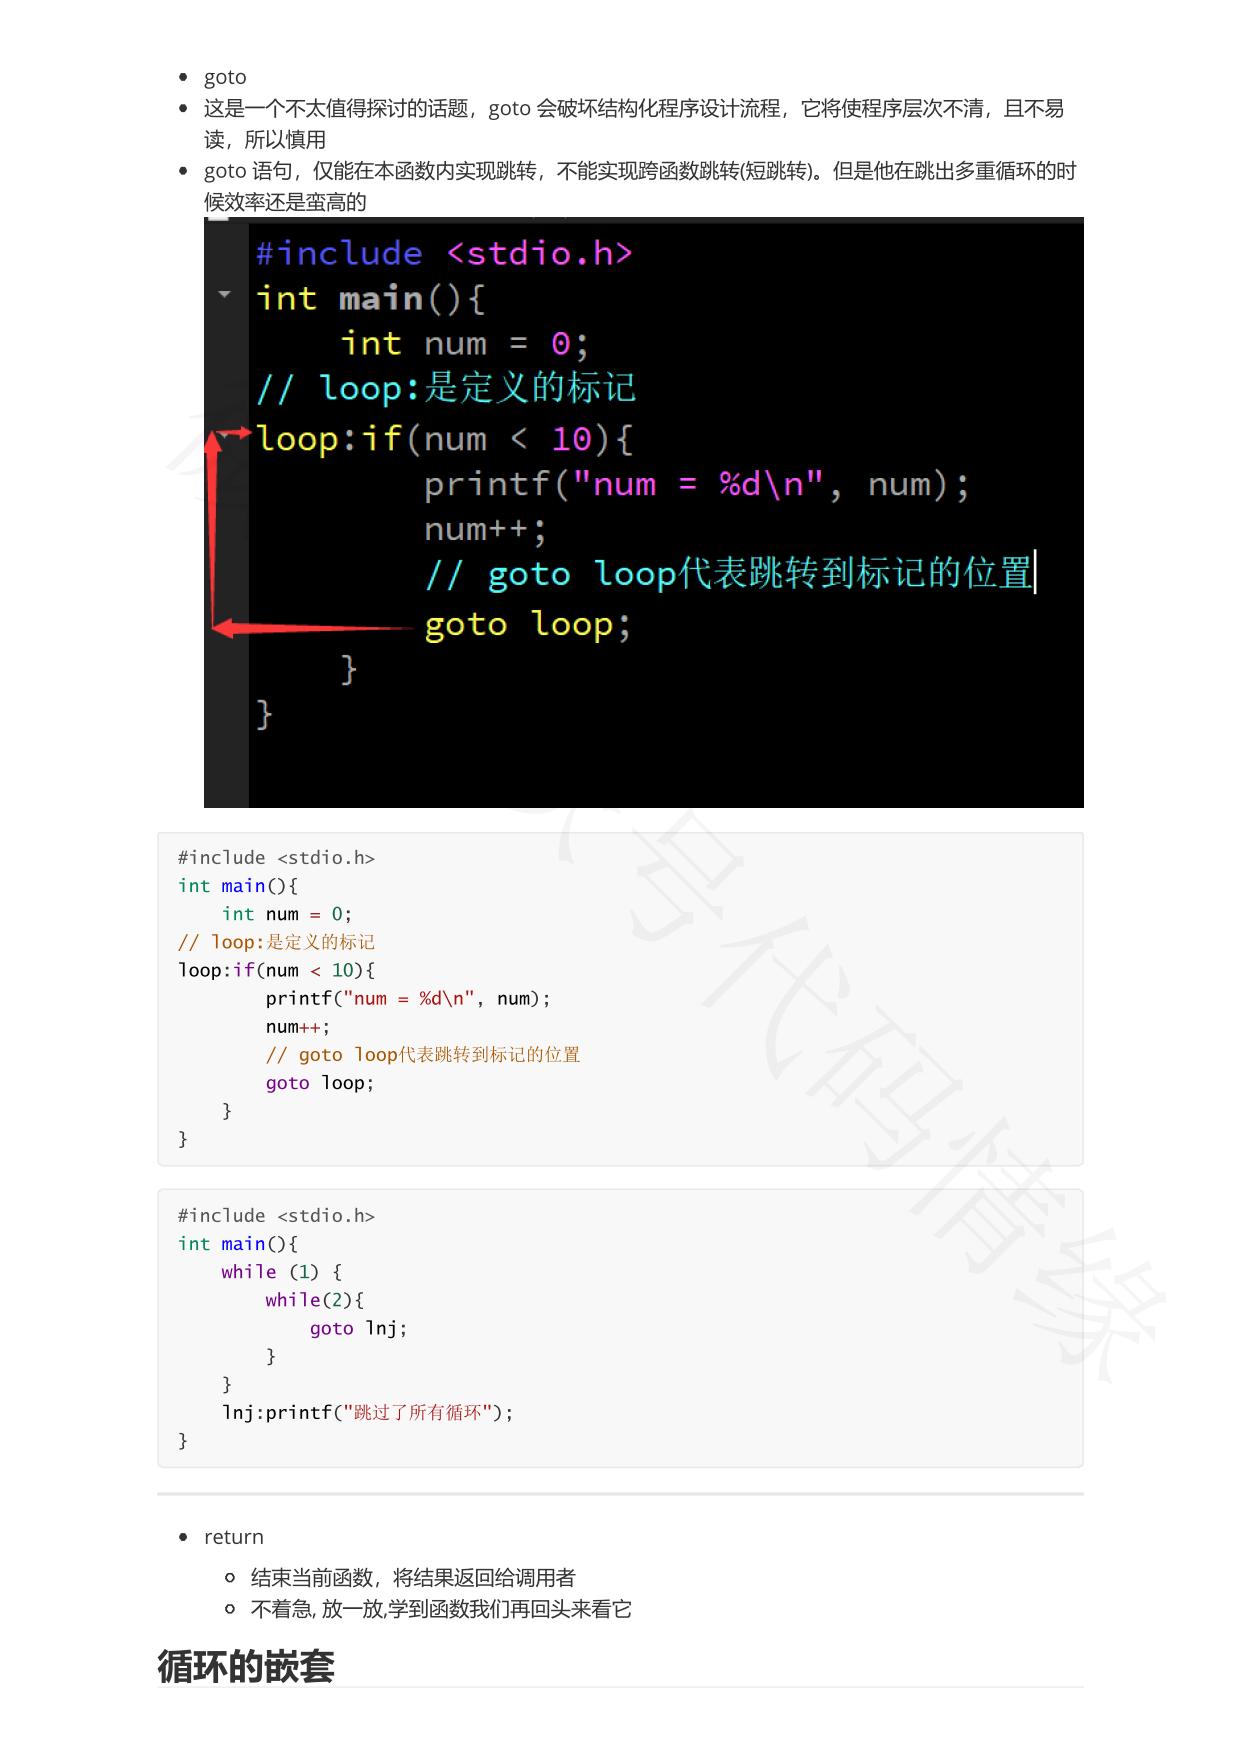 goto
这是一个不太值得探讨的话题，goto 会破坏结构化程序设计流程，它将使程序层次不清，且不易
读，所以慎用
goto 语句，仅能在本函数内实现跳转，不能实现跨函数跳转(短跳转)。但是他在跳出多重循环的时
候效率还是蛮高的
#include <stdio.h>
int main(){
    int num = 0;
// loop:是定义的标记
loop:if(num < 10){
        printf("num = %d\n", num);
        num++;
        // goto loop代表跳转到标记的位置
        goto loop;
    }
}
#include <stdio.h>
int main(){
    int num = 0;
// loop:是定义的标记
loop:if(num < 10){
        printf("num = %d\n", num);
        num++;
        // goto loop代表跳转到标记的位置
        goto loop;
    }
}
#include <stdio.h>
int main(){
    while (1) {
        while(2){
            goto lnj;
        }
    }
    lnj:printf("跳过了所有循环");
}
return
结束当前函数，将结果返回给调用者
不着急, 放一放,学到函数我们再回头来看它
循环的嵌套
号代码情缘